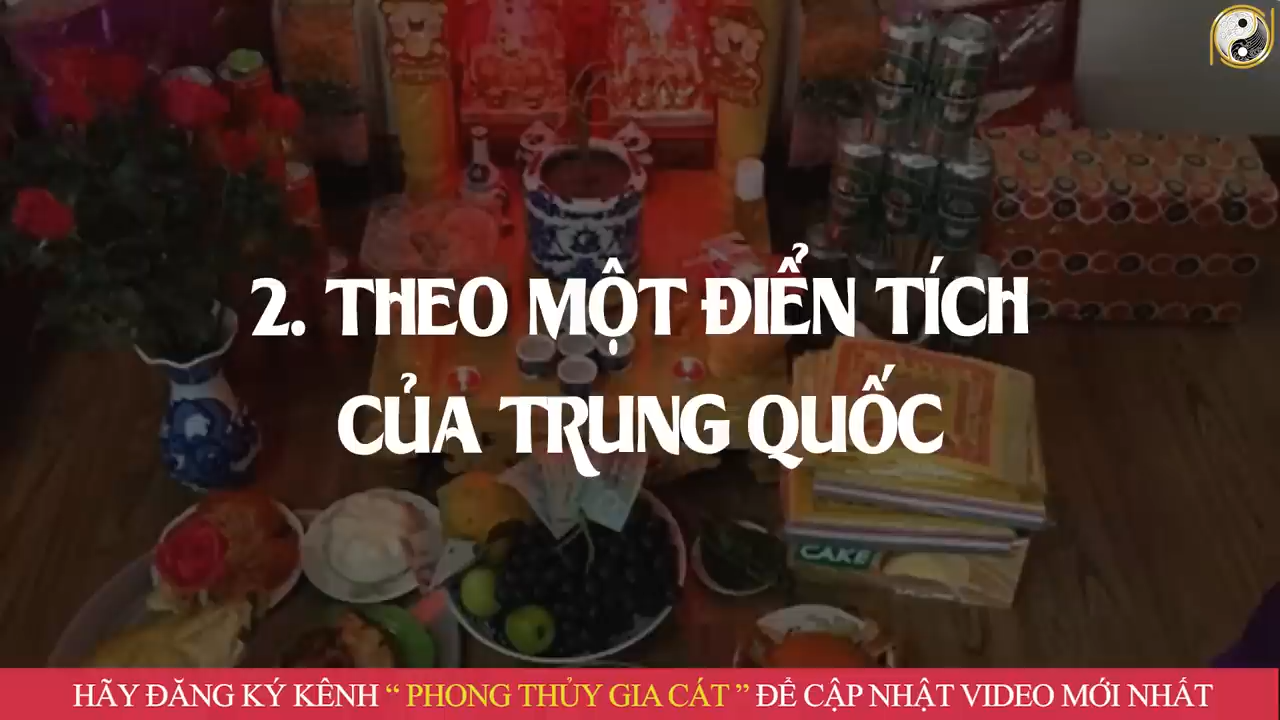 2. THEO MỘT ĐIỂN TÍCH
CỦA TRUNG QUỐC
CAKE
HÃY ĐĂNG KÝ KÊNH “ PHONG THỦY GIA CÁT ” ĐỂ CẬP NHẬT VIDEO MỚI NHẤT